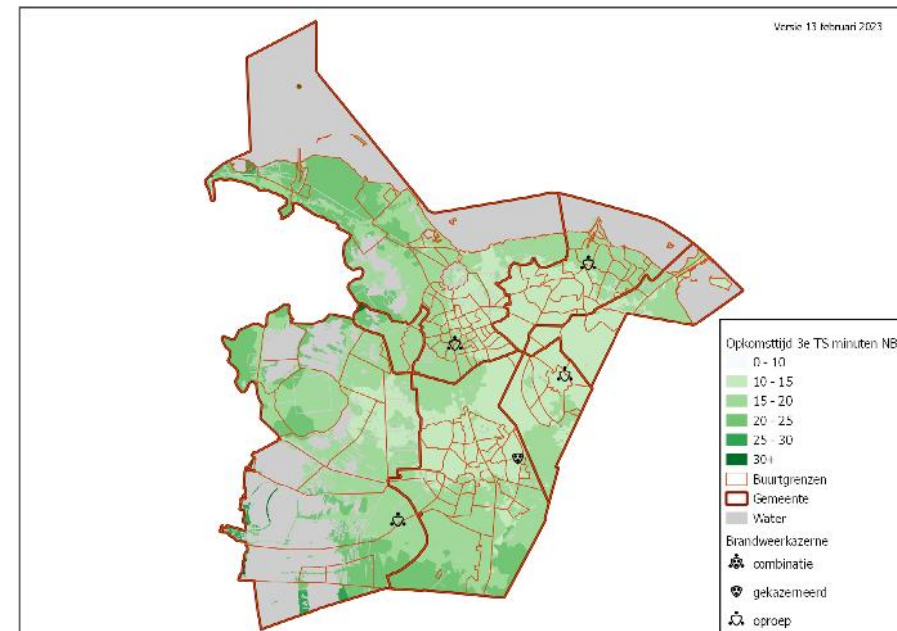 Versie 13 februari 2023
Opkomsttijd 3e TS minuten NB
0 - 10
10 - 15
15 - 20
20 - 25
25 - 30
30+
Buurtgrenzen
Gemeente
Water
Brandweerkazerne
combinatie
gekazerneerd
oproep